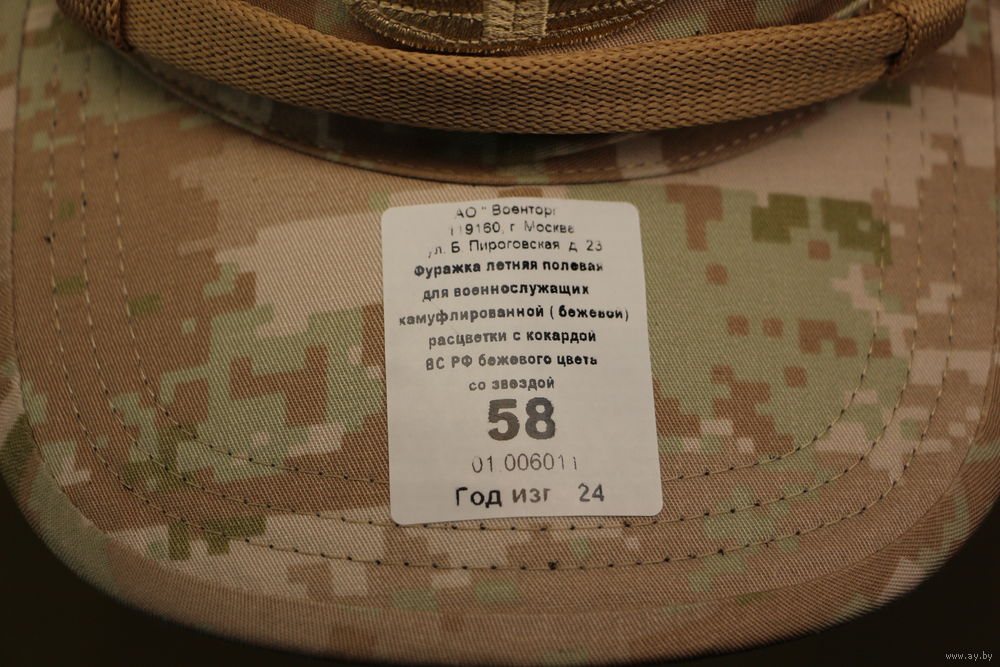 АО " Военторг
119160, г. Москва
ул. Б. Пироговская д. 23
Фуражка летняя полевая
для военнослужащих
камуфлированной ( бежевой)
расцветки с кокардой
ВС РФ бежевого цвета
со звездой
58
01.006011
Год изг 24
www.ay.by